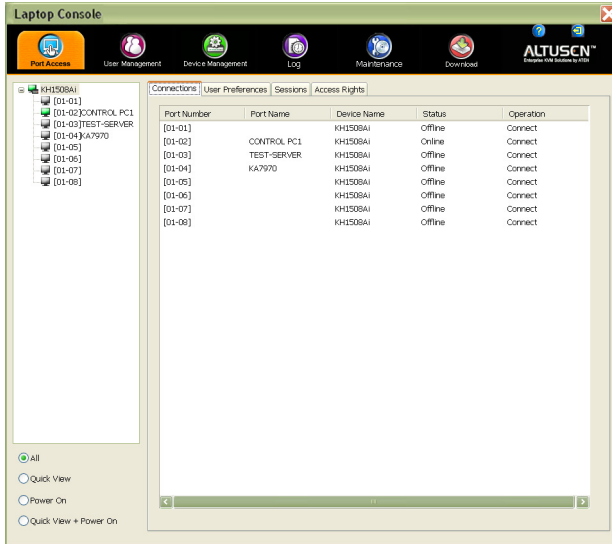 Laptop Console
Port Access User Management Device Management Log Maintenance Download
ALTUSCN™
Enterprise KVM Solutions by ATEN
KH1508Ai
[01-01]
[01-02]CONTROL PC1
[01-03]TEST-SERVER
[01-04]KA7970
[01-05]
[01-06]
[01-07]
[01-08]
All
Quick View
Power On
Quick View + Power On
Connections User Preferences Sessions Access Rights
Port Number Port Name Device Name Status Operation
[01-01] KH1508Ai Offline Connect
[01-02] CONTROL PC1 KH1508Ai Online Connect
[01-03] TEST-SERVER KH1508Ai Offline Connect
[01-04] KA7970 KH1508Ai Offline Connect
[01-05] KH1508Ai Offline Connect
[01-06] KH1508Ai Offline Connect
[01-07] KH1508Ai Offline Connect
[01-08] KH1508Ai Offline Connect